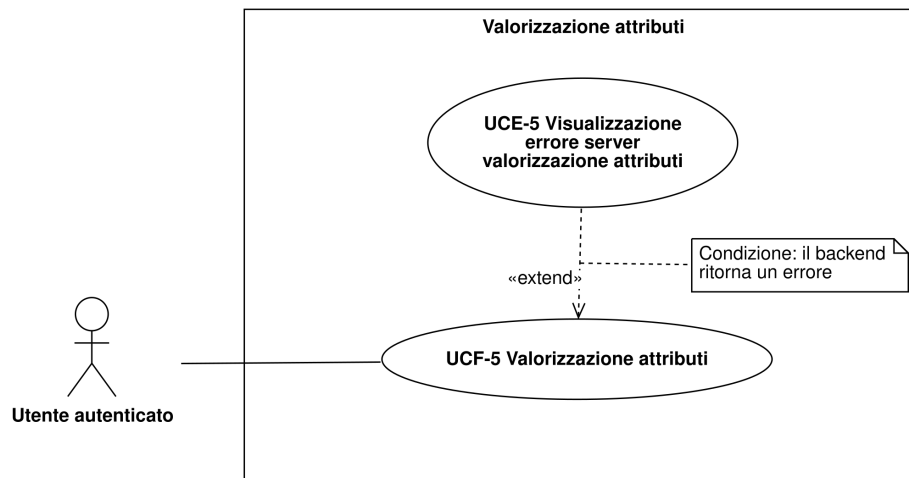 Valorizzazione attributi
UCE-5 Visualizzazione
errore server
valorizzazione attributi
Condizione: il backend
ritorna un errore
«extend»
UCF-5 Valorizzazione attributi
Utente autenticato